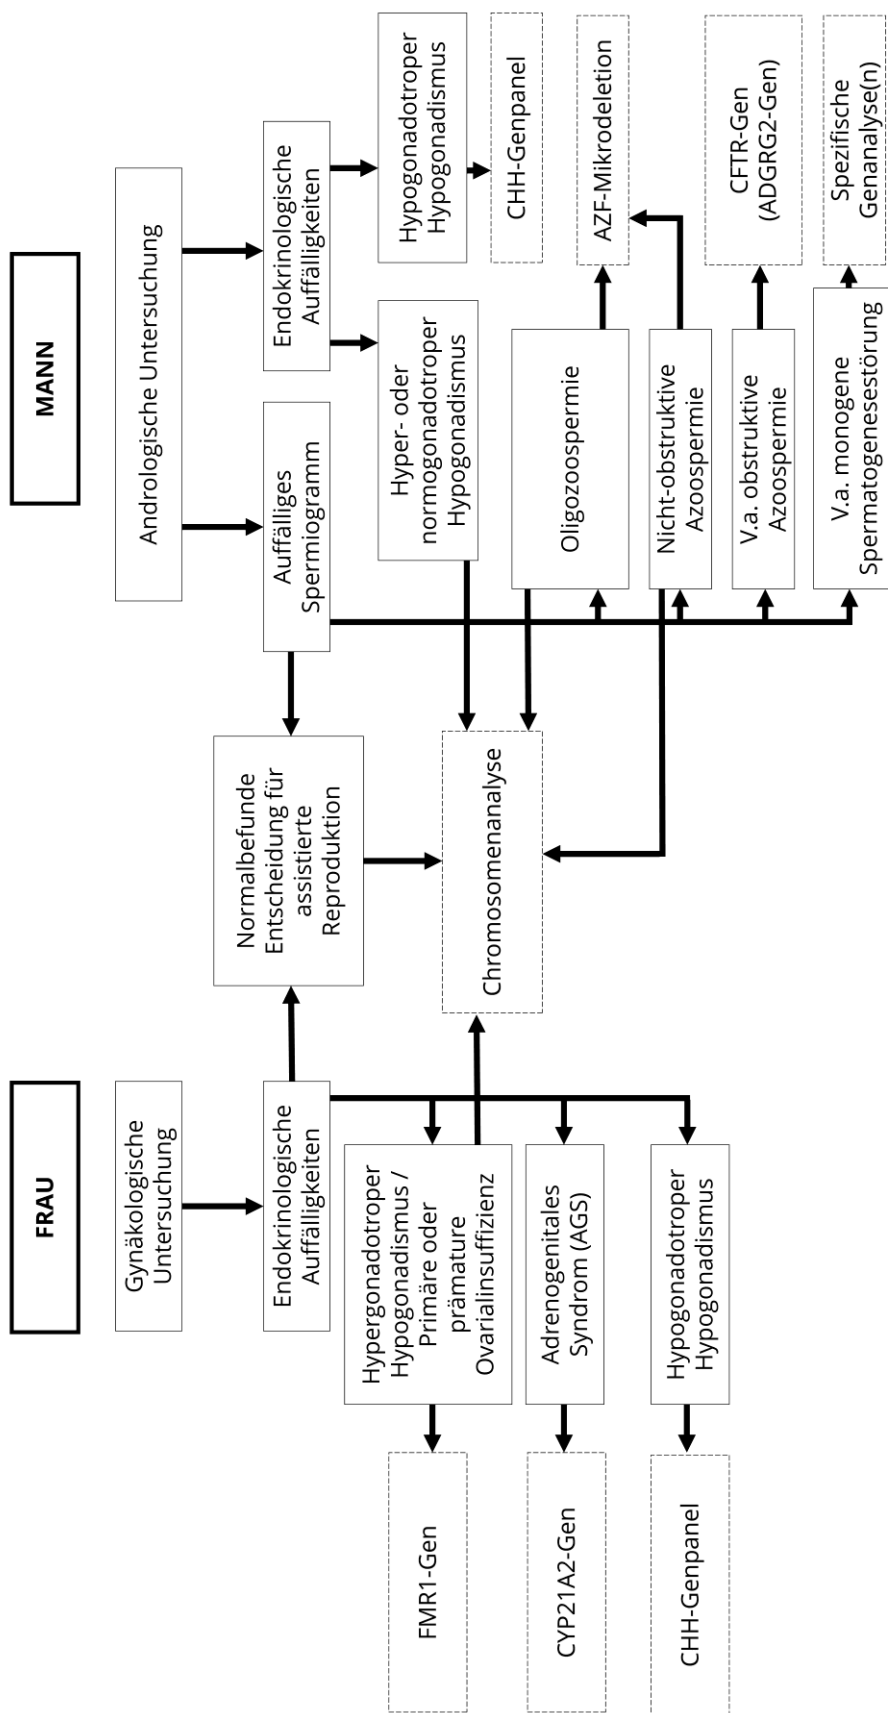 FRAU
MANN
Gynäkologische
Untersuchung
Andrologische Untersuchung
Endokrinologische
Auffälligkeiten
Normalbefunde
Entscheidung für
assistierte
Reproduktion
Auffälliges
Spermiogramm
Endokrinologische
Auffälligkeiten
Hypergonadotroper
Hypogonadismus /
Primäre oder
prämature
Ovarialinsuffizienz
FMR1-Gen
Adrenogenitales
Syndrom (AGS)
CYP21A2-Gen
Hypogonadotroper
Hypogonadismus
CHH-Genpanel
Chromosomenanalyse
Hyper- oder
normogonadotroper
Hypogonadismus
Hypogonadotroper
Hypogonadismus
CHH-Genpanel
Oligozoospermie
AZF-Mikrodeletion
Nicht-obstruktive
Azoospermie
V.a. obstruktive
Azoospermie
CFTR-Gen
(ADGRG2-Gen)
V.a. monogene
Spermatogenesestörung
Spezifische
Genanalyse(n)